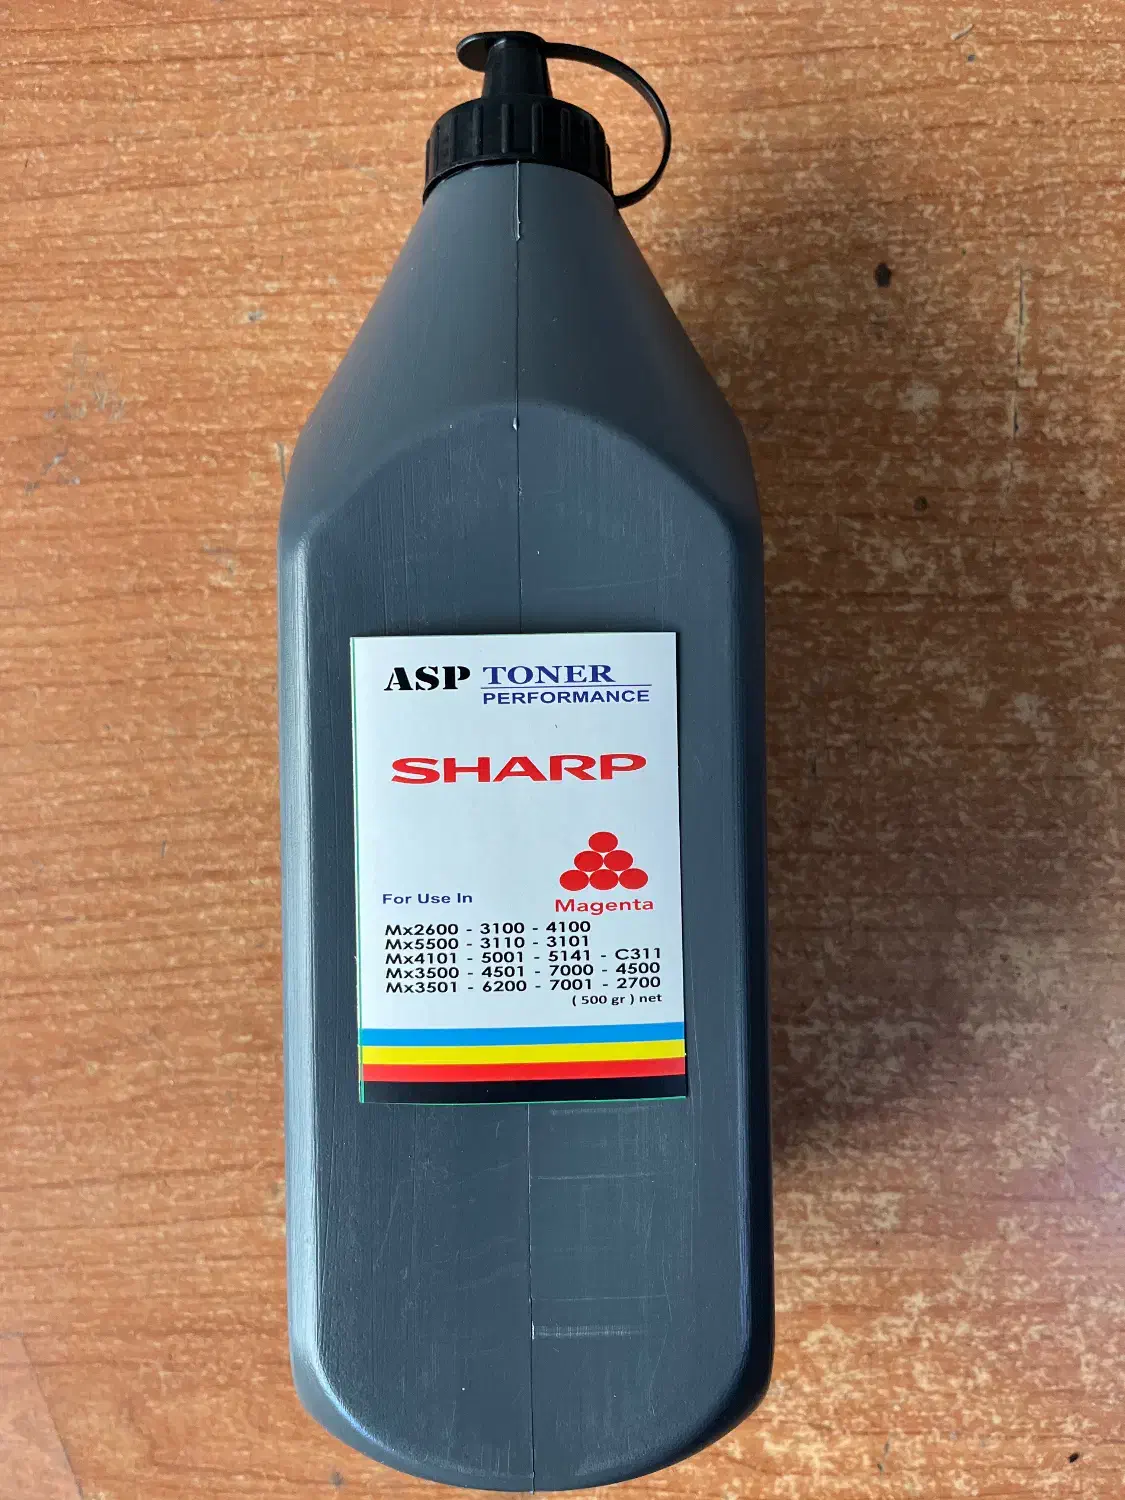 ASP TONER
PERFORMANCE
SHARP
Magenta
For Use In
Mx2600 - 3100 - 4100
Mx5500 - 3110 - 3101
Mx4101 - 5001 - 5141 - C311
Mx3500 - 4501 - 7000 - 4500
Mx3501 - 6200 - 7001 - 2700
( 500 gr ) net